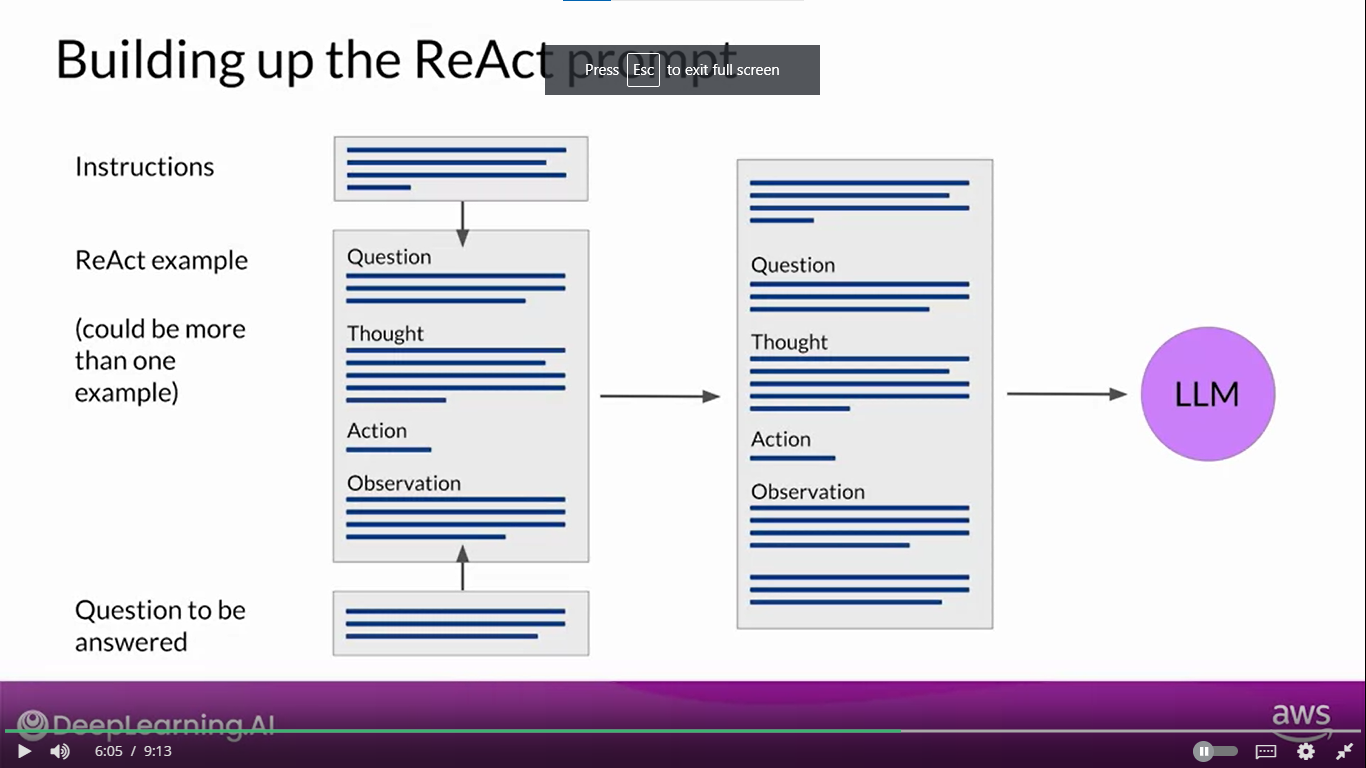 Building up the ReAct prompt
Press Esc to exit full screen
Instructions
ReAct example
(could be more
than one
example)
Question to be
answered
Question
Thought
Action
Observation
Question
Thought
Action
Observation
LLM
DeepLearning.AI
aws
6:05 / 9:13